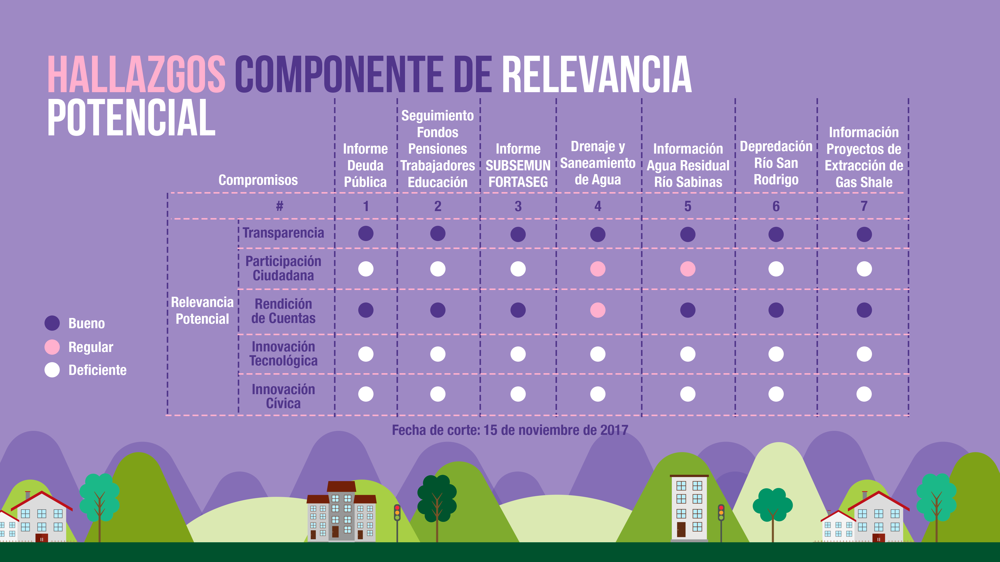 HALLAZGOS COMPONENTE DE RELEVANCIA
POTENCIAL
Compromisos
Informe
Deuda
Pública
Seguimiento
Fondos
Pensiones
Trabajadores
Educación
Informe
SUBSEMUN
FORTASEG
Drenaje y
Saneamiento
de Agua
Información
Agua Residual
Río Sabinas
Depredación
Río San
Rodrigo
Información
Proyectos de
Extracción de
Gas Shale
# 1 2 3 4 5 6 7
Relevancia
Potencial
Transparencia
Participación
Ciudadana
Rendición
de Cuentas
Innovación
Tecnológica
Innovación
Cívica
Bueno
Regular
Deficiente
Fecha de corte: 15 de noviembre de 2017